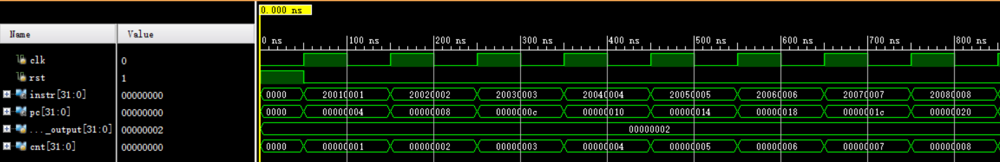 0.000 ns
Name Value
0 ns 100 ns 200 ns 300 ns 400 ns 500 ns 600 ns 700 ns 800 ns
clk 0
rst 1
instr[31:0] 00000000 0000 20010001 20020002 20030003 20040004 20050005 20060006 20070007 20080008
pc[31:0] 00000000 0000 00000004 00000008 0000000c 00000010 00000014 00000018 0000001c 00000020
..._output[31:0] 00000002 00000002
cnt[31:0] 00000000 0000 00000001 00000002 00000003 00000004 00000005 00000006 00000007 00000008